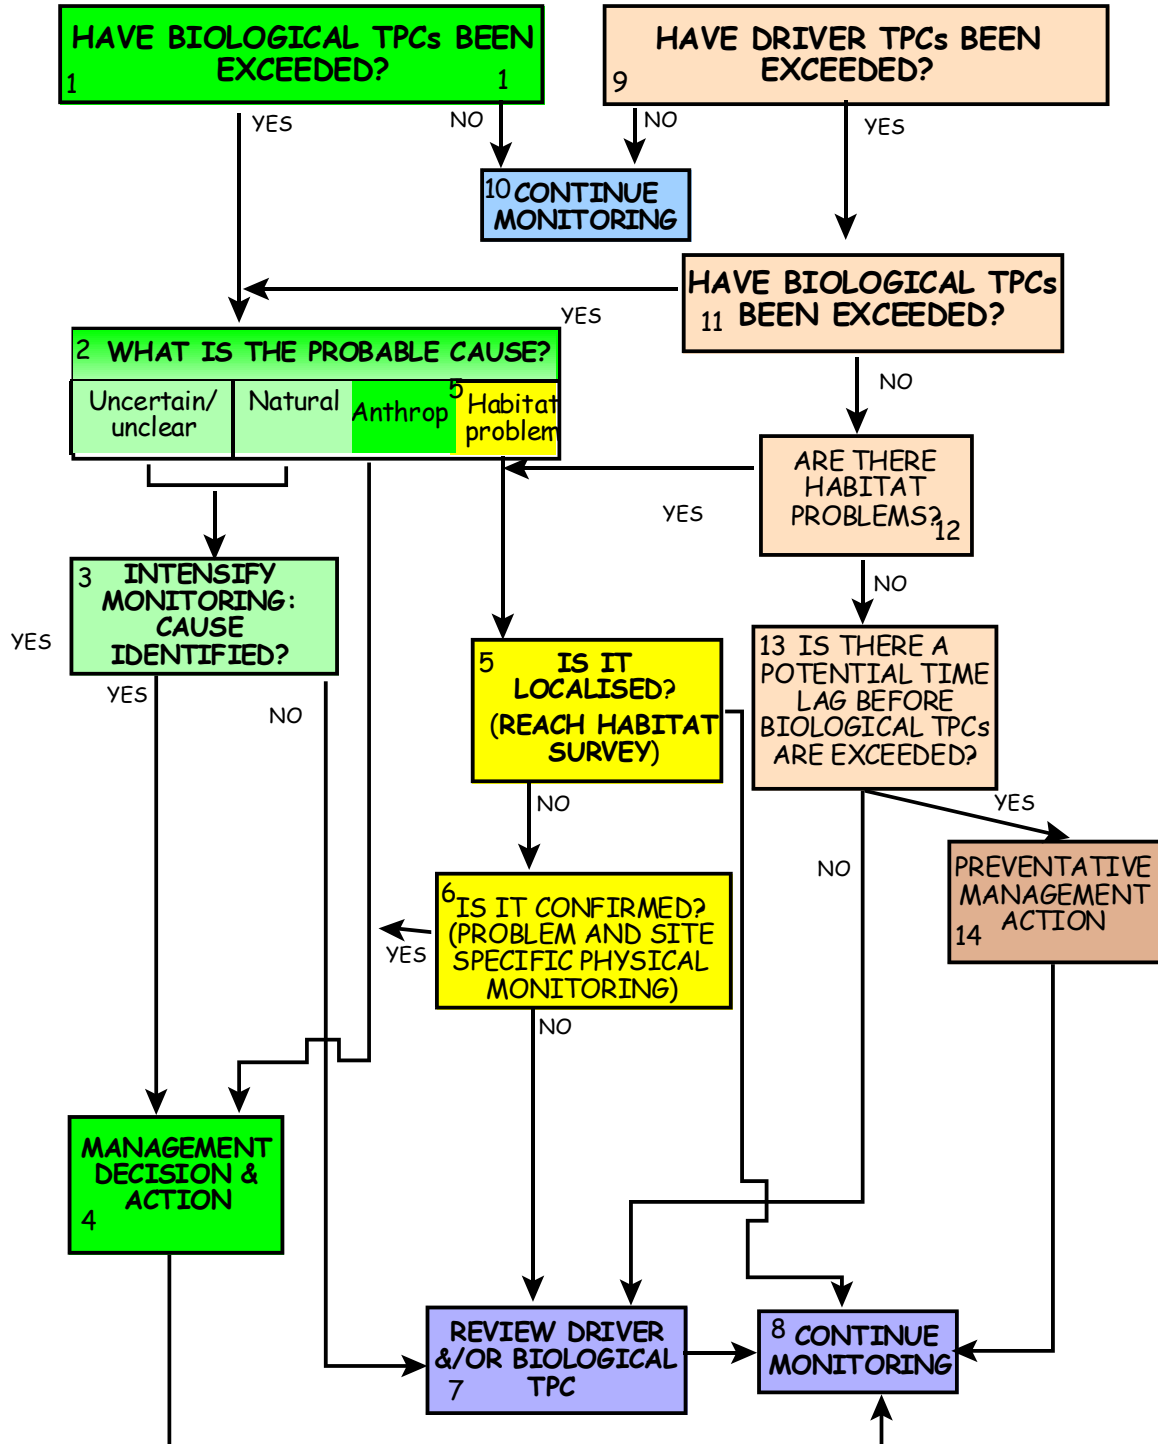 HAVE BIOLOGICAL TPCs BEEN
EXCEEDED?
1
1
HAVE DRIVER TPCs BEEN
EXCEEDED?
9
YES
NO
NO
YES
10 CONTINUE
MONITORING
HAVE BIOLOGICAL TPCs
11 BEEN EXCEEDED?
YES
2 WHAT IS THE PROBABLE CAUSE?
Uncertain/
unclear
Natural
Anthrop
5 Habitat
problem
NO
ARE THERE
HABITAT
PROBLEMS?
12
YES
NO
3 INTENSIFY
MONITORING:
CAUSE
IDENTIFIED?
YES
YES
NO
5 IS IT
LOCALISED?
(REACH HABITAT
SURVEY)
13 IS THERE A
POTENTIAL TIME
LAG BEFORE
BIOLOGICAL TPCs
ARE EXCEEDED?
NO
YES
NO
PREVENTATIVE
MANAGEMENT
ACTION
14
6 IS IT CONFIRMED?
(PROBLEM AND SITE
SPECIFIC PHYSICAL
MONITORING)
YES
NO
MANAGEMENT
DECISION &
ACTION
4
REVIEW DRIVER
&/OR BIOLOGICAL
TPC
7
8 CONTINUE
MONITORING